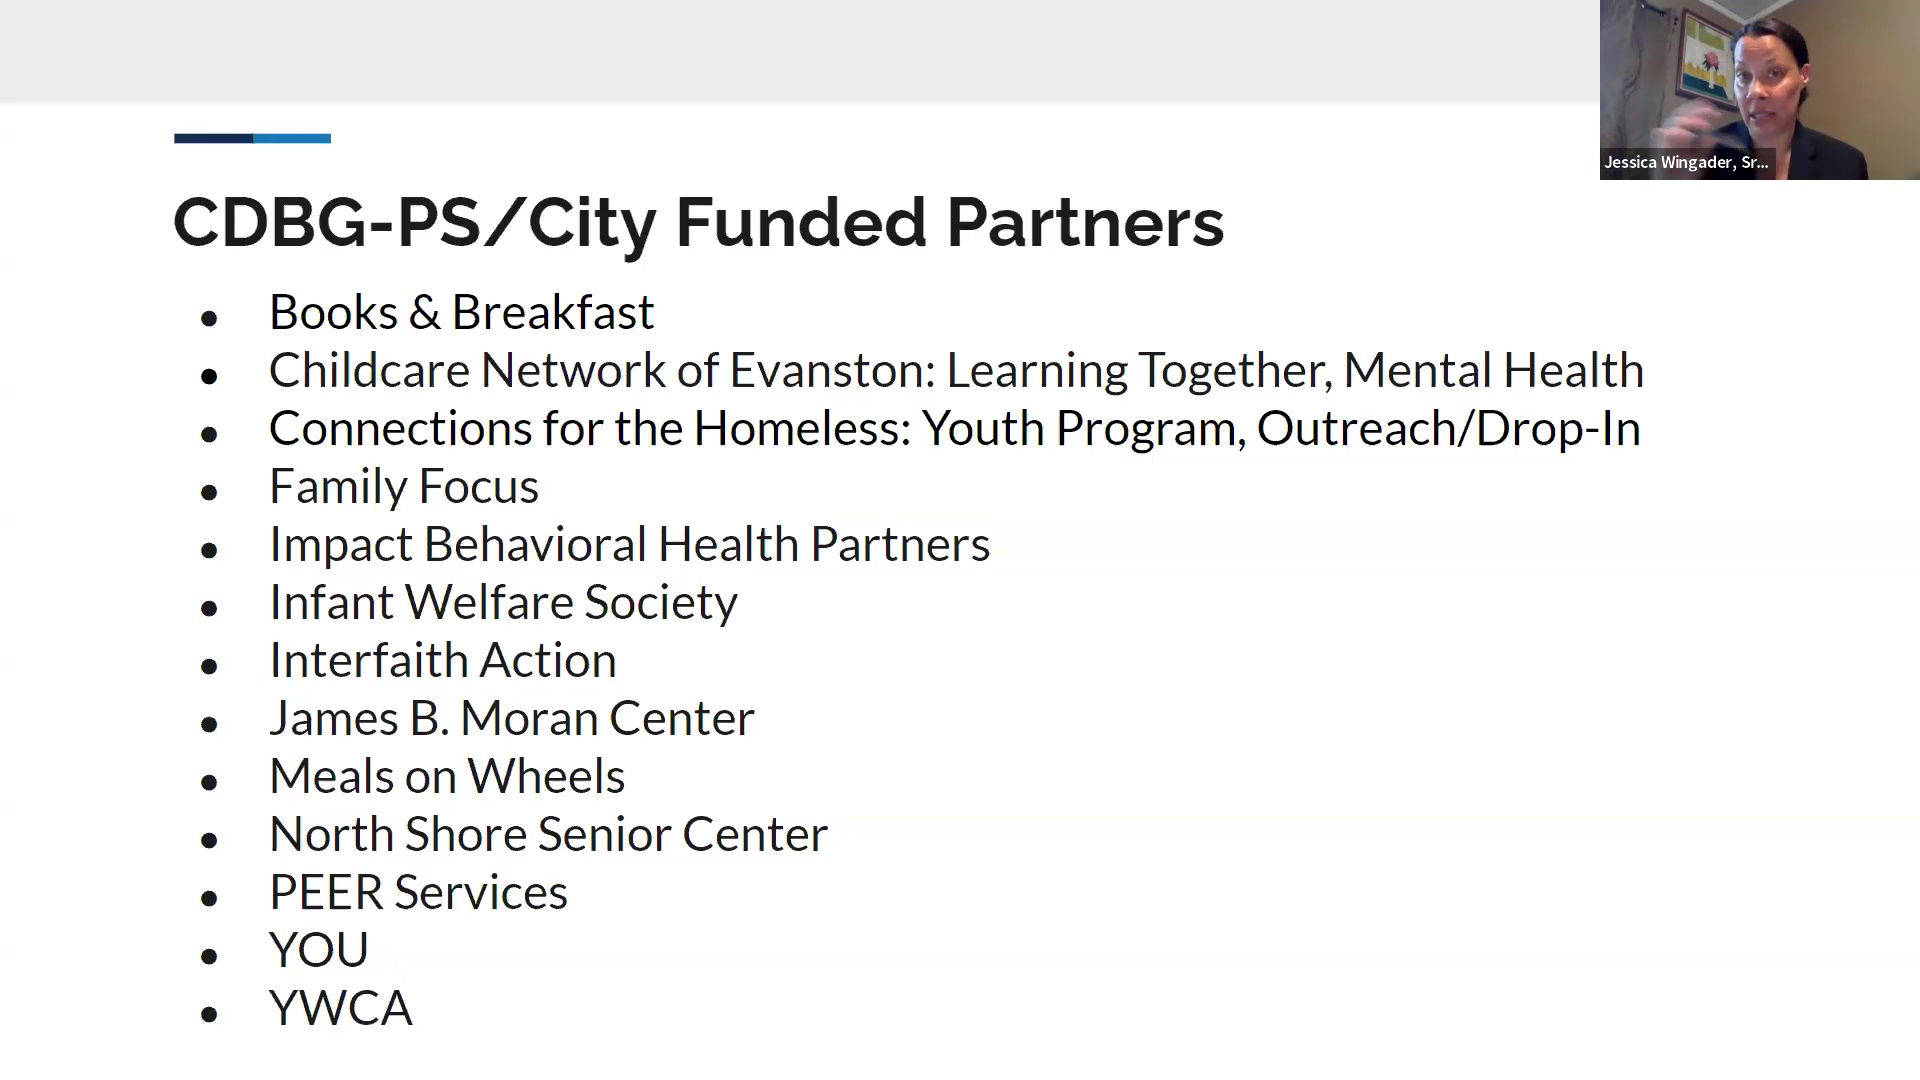 Jessica Wingader, Sr...
CDBG-PS/City Funded Partners
● Books & Breakfast
● Childcare Network of Evanston: Learning Together, Mental Health
● Connections for the Homeless: Youth Program, Outreach/Drop-In
● Family Focus
● Impact Behavioral Health Partners
● Infant Welfare Society
● Interfaith Action
● James B. Moran Center
● Meals on Wheels
● North Shore Senior Center
● PEER Services
● YOU
● YWCA